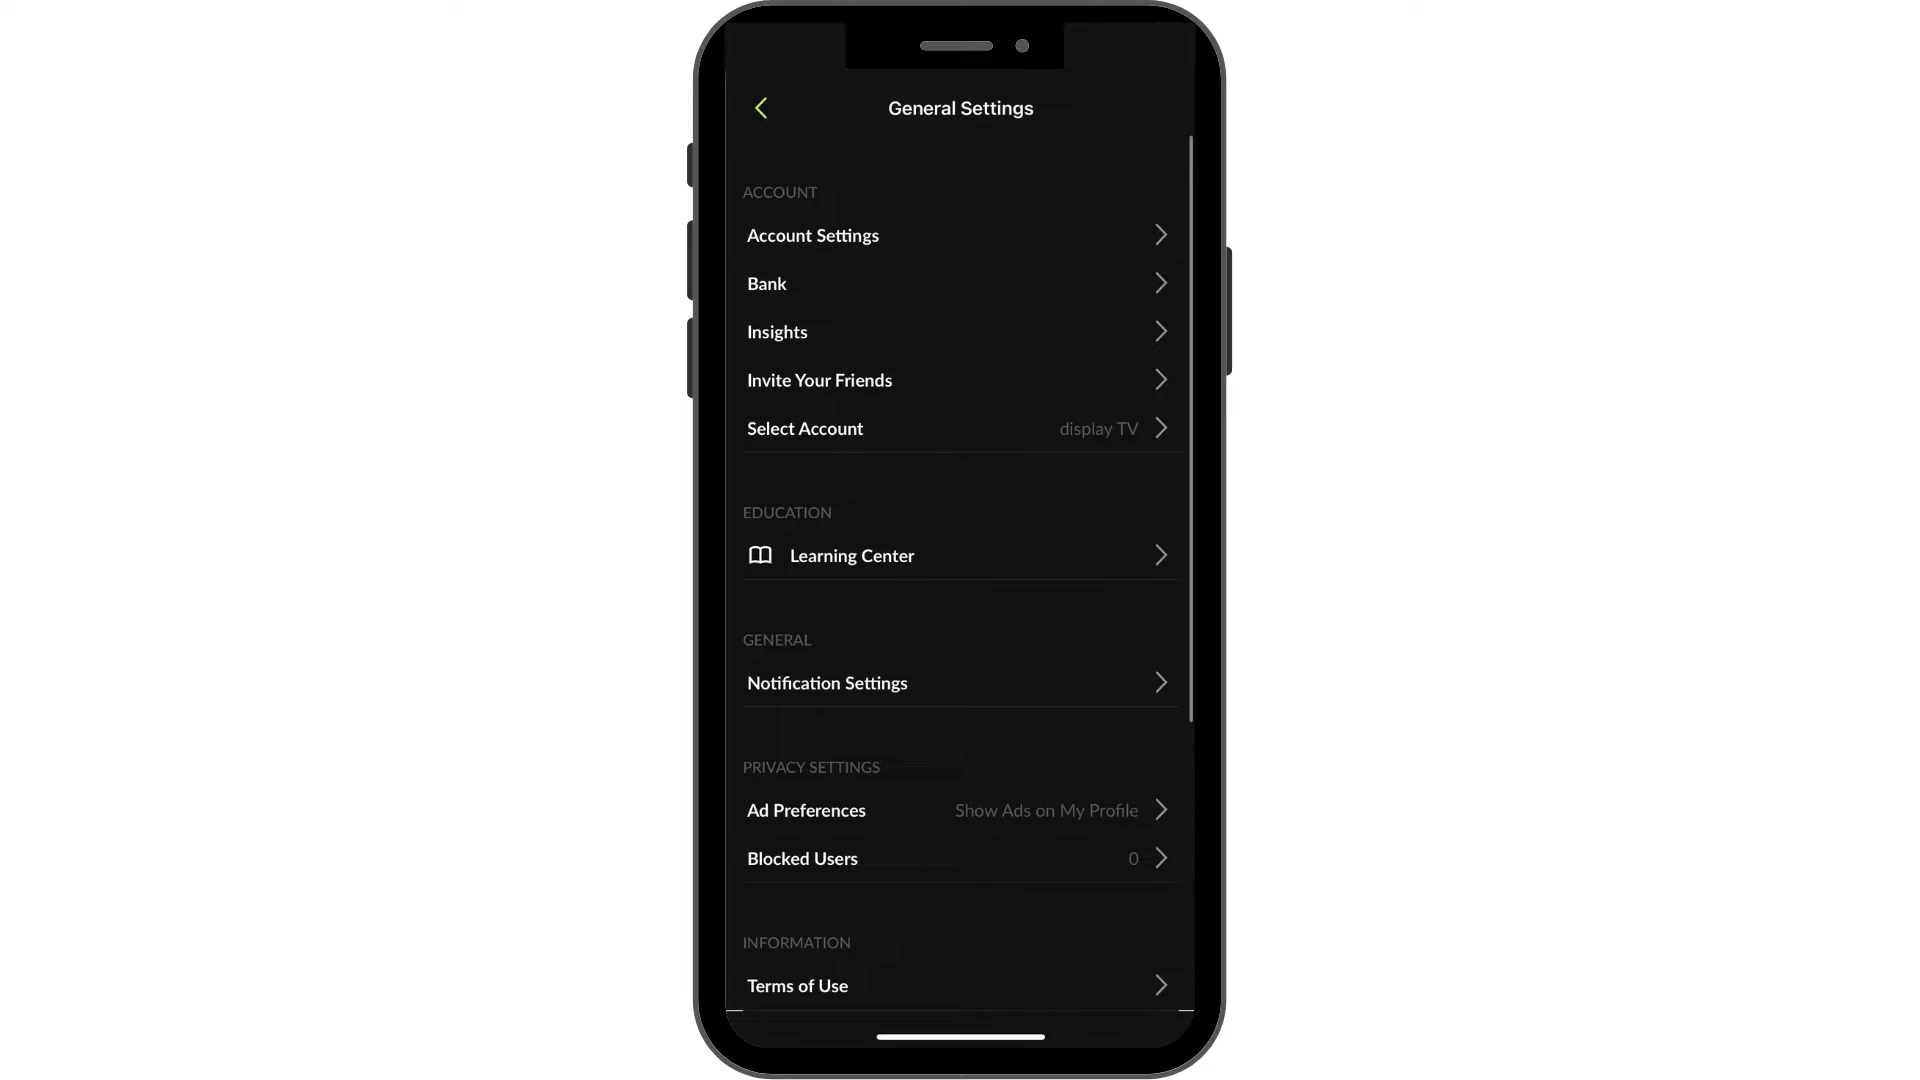 General Settings
ACCOUNT
Account Settings
Bank
Insights
Invite Your Friends
Select Account display TV
EDUCATION
Learning Center
GENERAL
Notification Settings
PRIVACY SETTINGS
Ad Preferences Show Ads on My Profile
Blocked Users 0
INFORMATION
Terms of Use